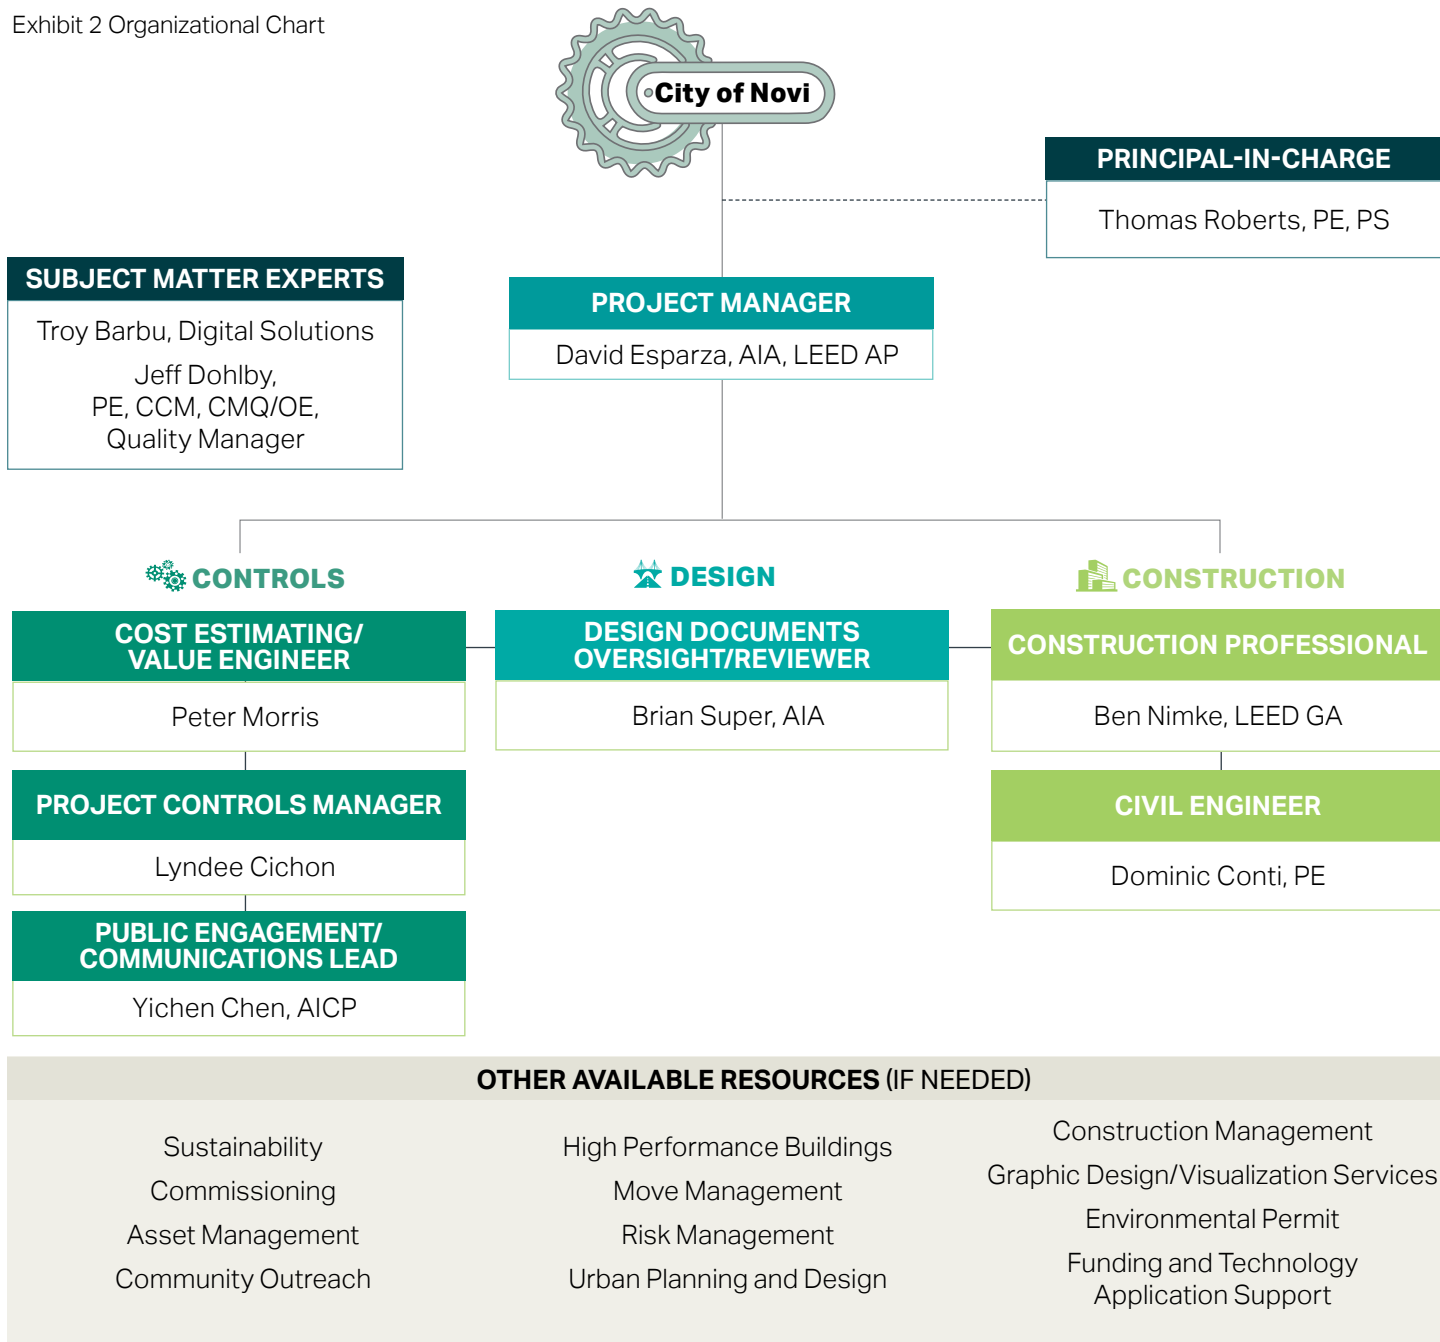 Exhibit 2 Organizational Chart
City of Novi
PRINCIPAL-IN-CHARGE
Thomas Roberts, PE, PS
SUBJECT MATTER EXPERTS
Troy Barbu, Digital Solutions
Jeff Dohlby,
PE, CCM, CMQ/OE,
Quality Manager
PROJECT MANAGER
David Esparza, AIA, LEED AP
CONTROLS
COST ESTIMATING/
VALUE ENGINEER
Peter Morris
PROJECT CONTROLS MANAGER
Lyndee Cichon
PUBLIC ENGAGEMENT/
COMMUNICATIONS LEAD
Yichen Chen, AICP
DESIGN
DESIGN DOCUMENTS
OVERSIGHT/REVIEWER
Brian Super, AIA
CONSTRUCTION
CONSTRUCTION PROFESSIONAL
Ben Nimke, LEED GA
CIVIL ENGINEER
Dominic Conti, PE
OTHER AVAILABLE RESOURCES (IF NEEDED)
Sustainability
Commissioning
Asset Management
Community Outreach
High Performance Buildings
Move Management
Risk Management
Urban Planning and Design
Construction Management
Graphic Design/Visualization Services
Environmental Permit
Funding and Technology
Application Support